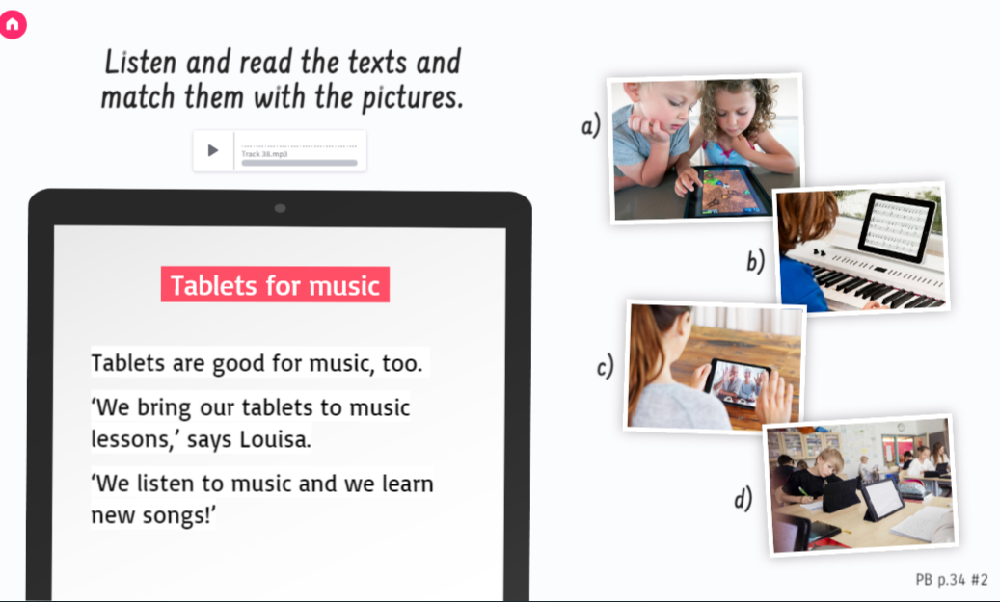 Listen and read the texts and
match them with the pictures.
Track 38.mp3
Tablets for music
Tablets are good for music, too.
‘We bring our tablets to music
lessons,’ says Louisa.
‘We listen to music and we learn
new songs!’
a)
b)
c)
d)
PB p.34 #2